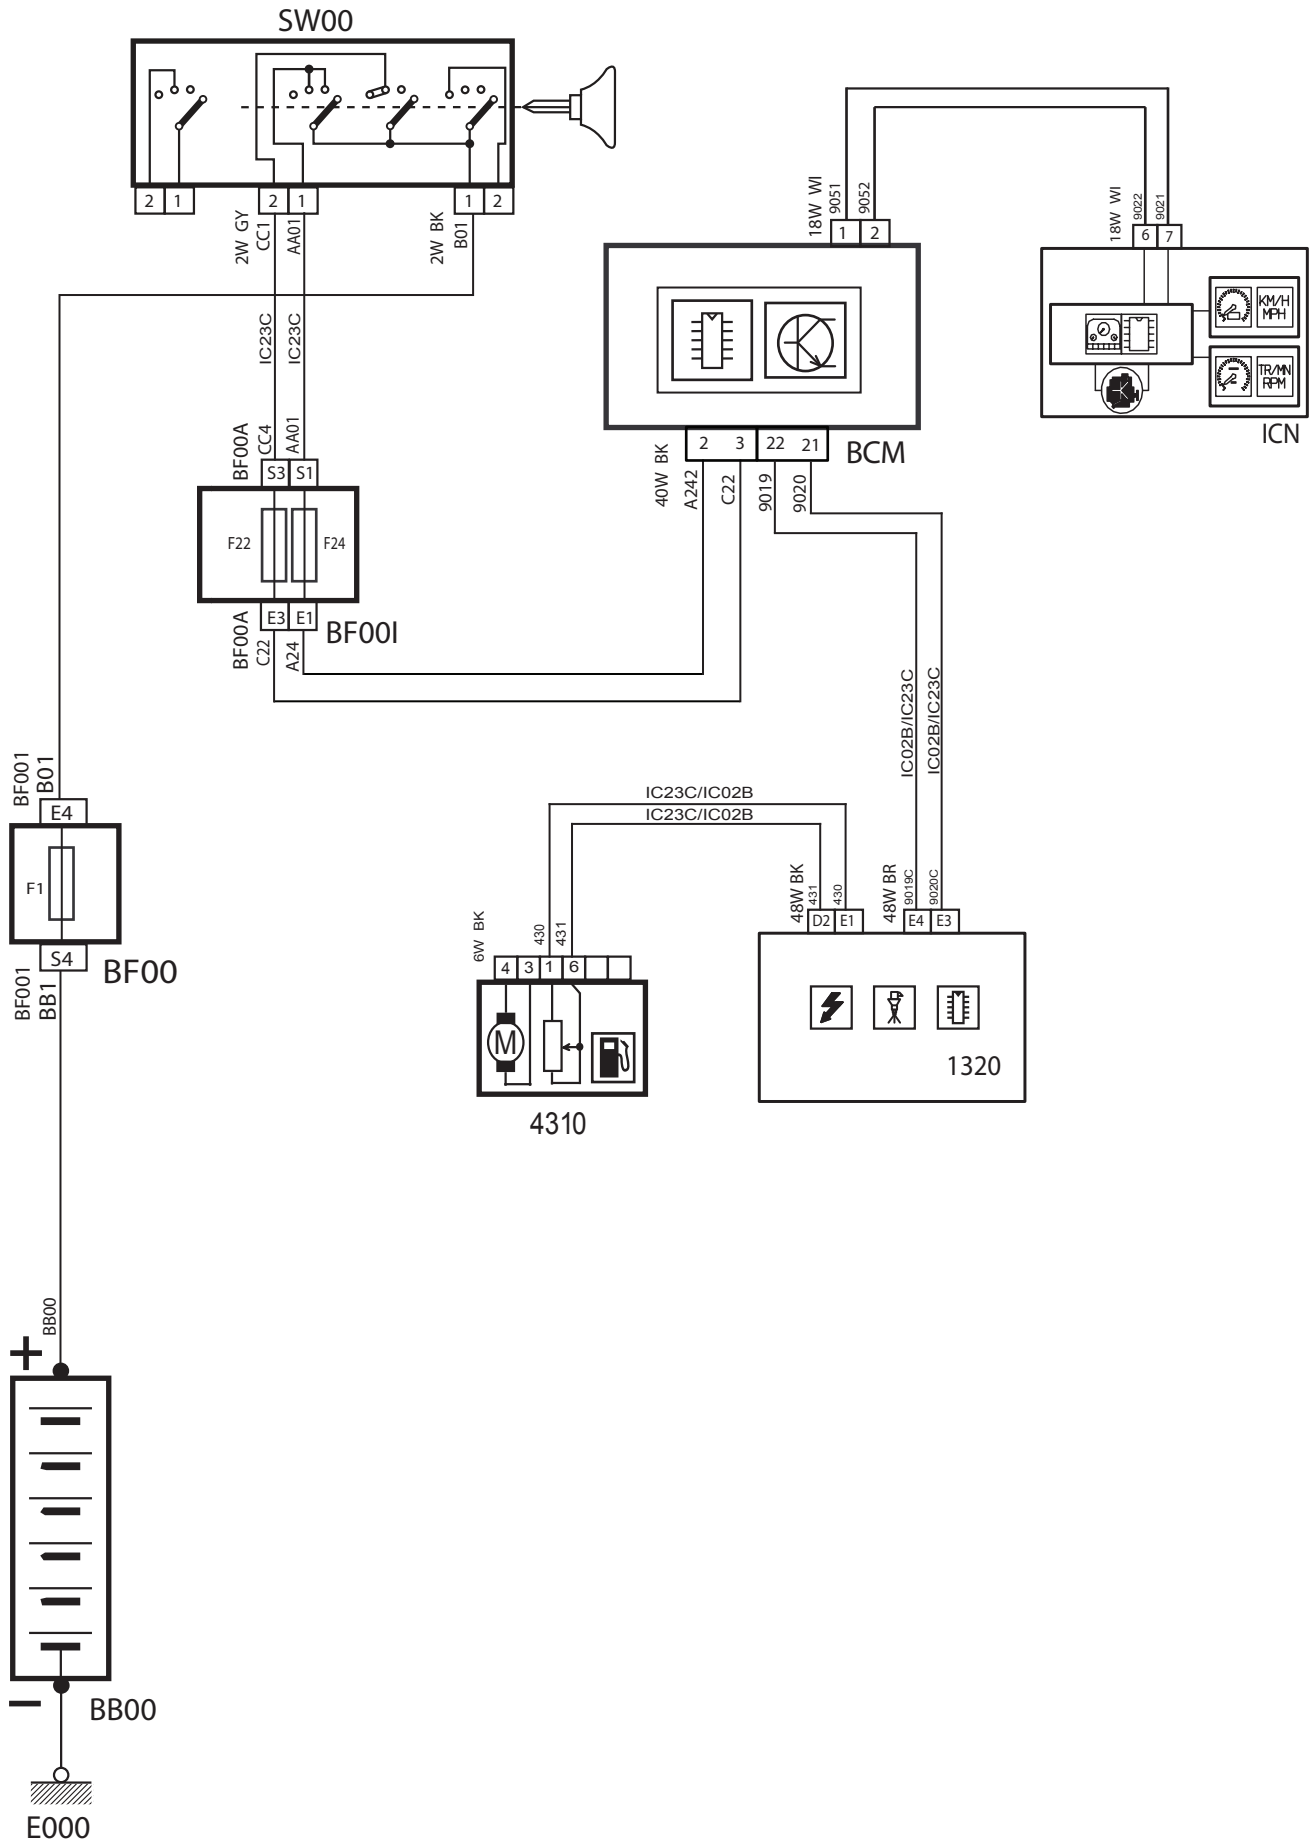 SW00
2 1
2 1
1 2
2W GY
CC1
AA01
2W BK
B01
IC23C
IC23C
BF00A
CC4
AA01
S3 S1
F22
F24
E3 E1
BF00A
C22
A24
BF00I
18W WI
9051
9052
1 2
18W WI
9022
9021
6 7
KM/H
MPH
TR/MN
RPM
ICN
2 3 22 21
BCM
40W BK
A242
C22
9019
9020
IC02B/IC23C
IC02B/IC23C
BF001
B01
E4
F1
S4
BF00
BF001
BB1
IC23C/IC02B
IC23C/IC02B
6W BK
430
431
4 3 1 6
M
4310
48W BK
431
430
48W BR
9019C
9020C
D2 E1
E4 E3
1320
BB00
+
−
BB00
E000